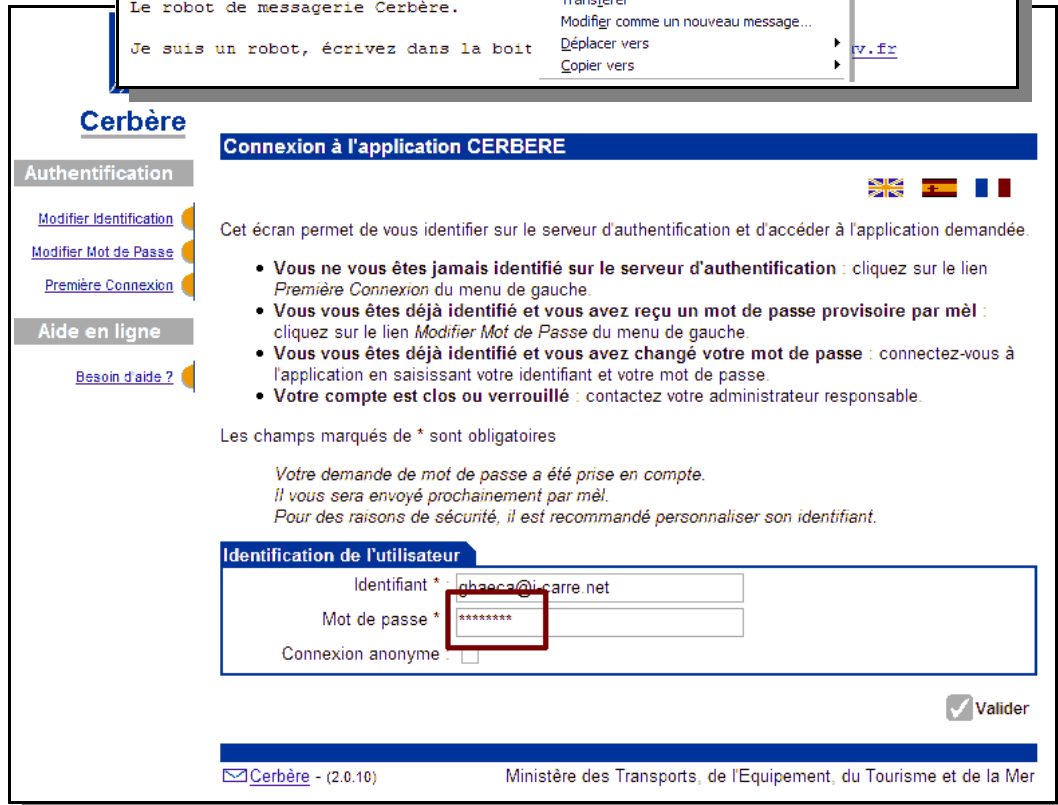 Le robot de messagerie Cerbère.
Transférer
Modifier comme un nouveau message...
Je suis un robot, écrivez dans la boit
Déplacer vers
v.fr
Copier vers
Cerbère
Connexion à l'application CERBERE
Authentification
Modifier Identification
Modifier Mot de Passe
Première Connexion
Aide en ligne
Besoin d'aide ?
Cet écran permet de vous identifier sur le serveur d'authentification et d'accéder à l'application demandée.
• Vous ne vous êtes jamais identifié sur le serveur d'authentification : cliquez sur le lien
Première Connexion du menu de gauche.
• Vous vous êtes déjà identifié et vous avez reçu un mot de passe provisoire par mèl :
cliquez sur le lien Modifier Mot de Passe du menu de gauche.
• Vous vous êtes déjà identifié et vous avez changé votre mot de passe : connectez-vous à
l'application en saisissant votre identifiant et votre mot de passe.
• Votre compte est clos ou verrouillé : contactez votre administrateur responsable.
Les champs marqués de * sont obligatoires
Votre demande de mot de passe a été prise en compte.
Il vous sera envoyé prochainement par mèl.
Pour des raisons de sécurité, il est recommandé personnaliser son identifiant.
Identification de l'utilisateur
Identifiant * : ghaeca@i-carre.net
Mot de passe * ********
Connexion anonyme :
Valider
Cerbère - (2.0.10)
Ministère des Transports, de l'Equipement, du Tourisme et de la Mer